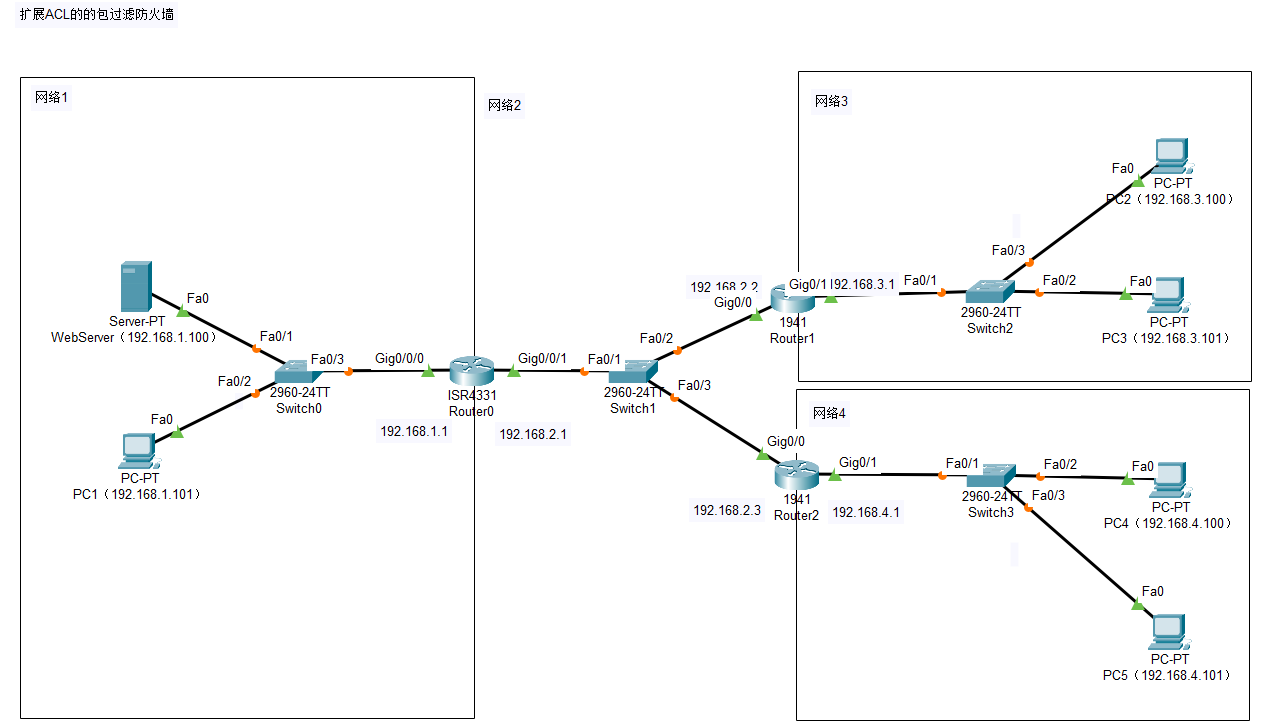 扩展ACL的的包过滤防火墙
网络1
网络2
网络3
Fa0
PC-PT
PC2（192.168.3.100）
Fa0/3
Fa0/1
Fa0/2
Fa0
2960-24TT
Switch2
PC-PT
PC3（192.168.3.101）
192.168.2.2
Gig0/1
192.168.3.1
Gig0/0
1941
Router1
Fa0
Server-PT
WebServer（192.168.1.100）
Fa0/1
Fa0/3
Fa0/2
2960-24TT
Switch0
Fa0
PC-PT
PC1（192.168.1.101）
Gig0/0/0
Gig0/0/1
ISR4331
Router0
192.168.1.1
192.168.2.1
Fa0/2
Fa0/1
Fa0/3
2960-24TT
Switch1
网络4
Gig0/0
Gig0/1
1941
Router2
192.168.2.3
192.168.4.1
Fa0/1
Fa0/2
Fa0/3
2960-24TT
Switch3
Fa0
PC-PT
PC4（192.168.4.100）
Fa0
PC-PT
PC5（192.168.4.101）